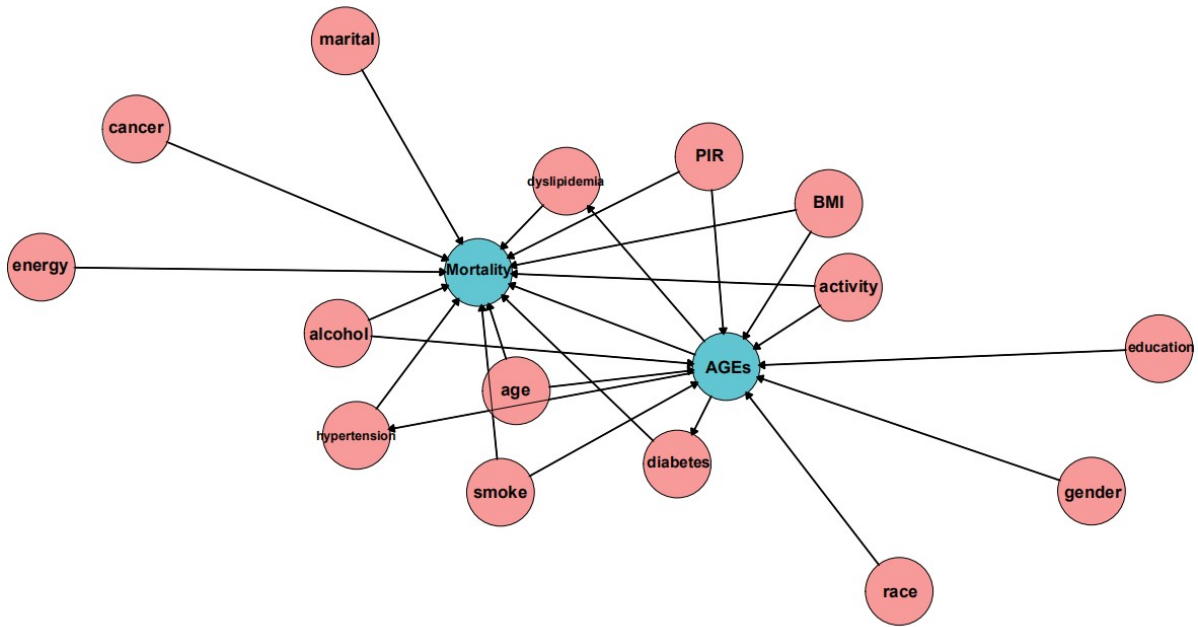 marital
cancer
PIR
dyslipidemia
BMI
energy
Mortality
activity
alcohol
education
AGEs
age
hypertension
diabetes
smoke
gender
race